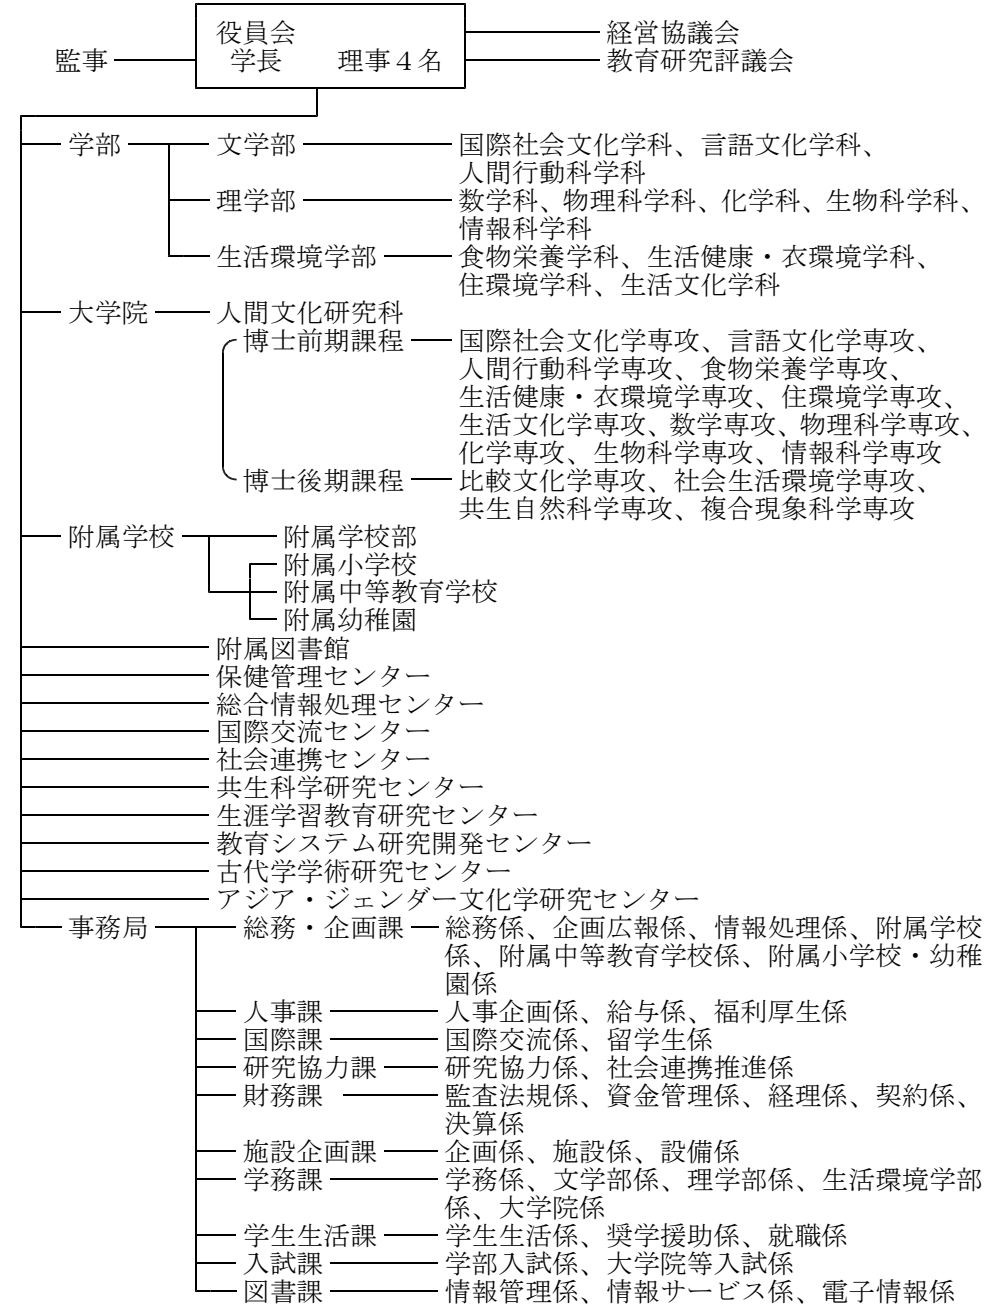 役員会
経営協議会
監事 学長 理事４名 教育研究評議会
学部 文学部 国際社会文化学科、言語文化学科、
人間行動科学科
理学部 数学科、物理科学科、化学科、生物科学科、
情報科学科
生活環境学部 食物栄養学科、生活健康・衣環境学科、
住環境学科、生活文化学科
大学院 人間文化研究科
博士前期課程 国際社会文化学専攻、言語文化学専攻、
人間行動科学専攻、食物栄養学専攻、
生活健康・衣環境学専攻、住環境学専攻、
生活文化学専攻、数学専攻、物理科学専攻、
化学専攻、生物科学専攻、情報科学専攻
博士後期課程 比較文化学専攻、社会生活環境学専攻、
共生自然科学専攻、複合現象科学専攻
附属学校 附属学校部
附属小学校
附属中等教育学校
附属幼稚園
附属図書館
保健管理センター
総合情報処理センター
国際交流センター
社会連携センター
共生科学研究センター
生涯学習教育研究センター
教育システム研究開発センター
古代学学術研究センター
アジア・ジェンダー文化学研究センター
事務局 総務・企画課 総務係、企画広報係、情報処理係、附属学校
係、附属中等教育学校係、附属小学校・幼稚
園係
人事課 人事企画係、給与係、福利厚生係
国際課 国際交流係、留学生係
研究協力課 研究協力係、社会連携推進係
財務課 監査法規係、資金管理係、経理係、契約係、
決算係
施設企画課 企画係、施設係、設備係
学務課 学務係、文学部係、理学部係、生活環境学部
係、大学院係
学生生活課 学生生活係、奨学援助係、就職係
入試課 学部入試係、大学院等入試係
図書課 情報管理係、情報サービス係、電子情報係